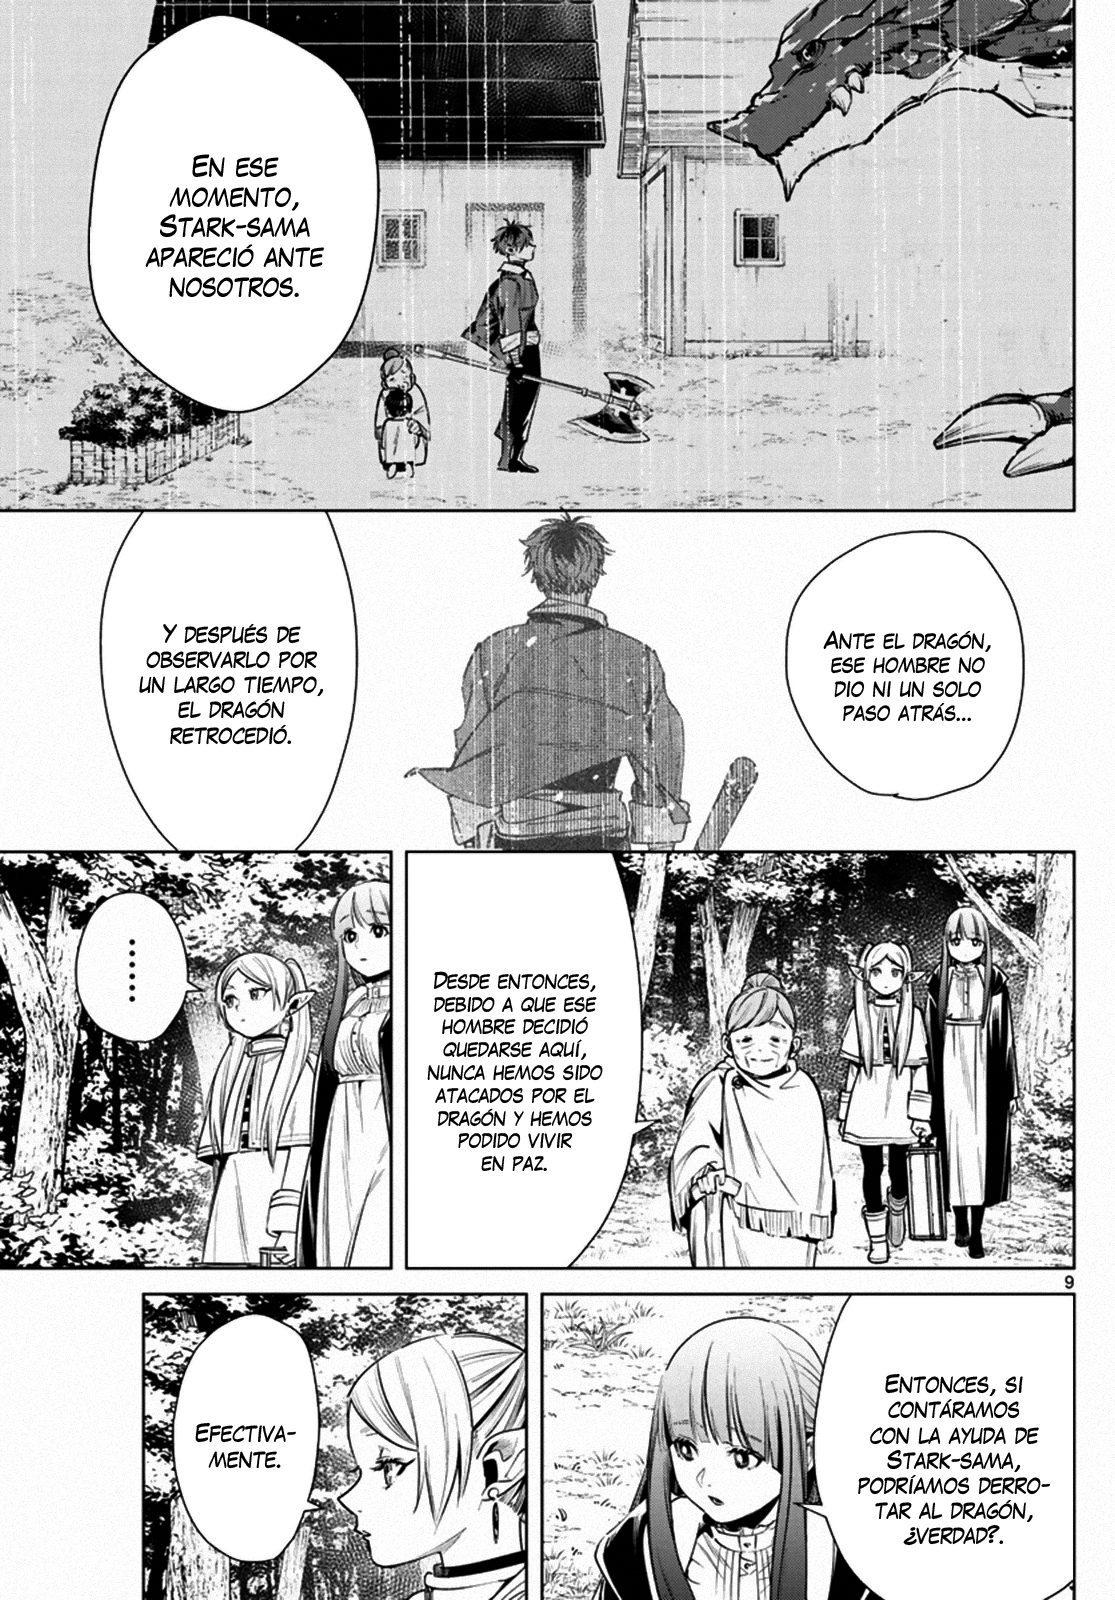 En ese
momento,
Stark-sama
apareció ante
nosotros.
Ante el dragón,
ese hombre no
dio ni un solo
paso atrás...
Y después de
observarlo por
un largo tiempo,
el dragón
retrocedió.
Desde entonces,
debido a que ese
hombre decidió
quedarse aquí,
nunca hemos sido
atacados por el
dragón y hemos
podido vivir
en paz.
......
9
Entonces, si
contáramos
con la ayuda de
Stark-sama,
podríamos derro-
tar al dragón,
¿verdad?.
Efectiva-
mente.